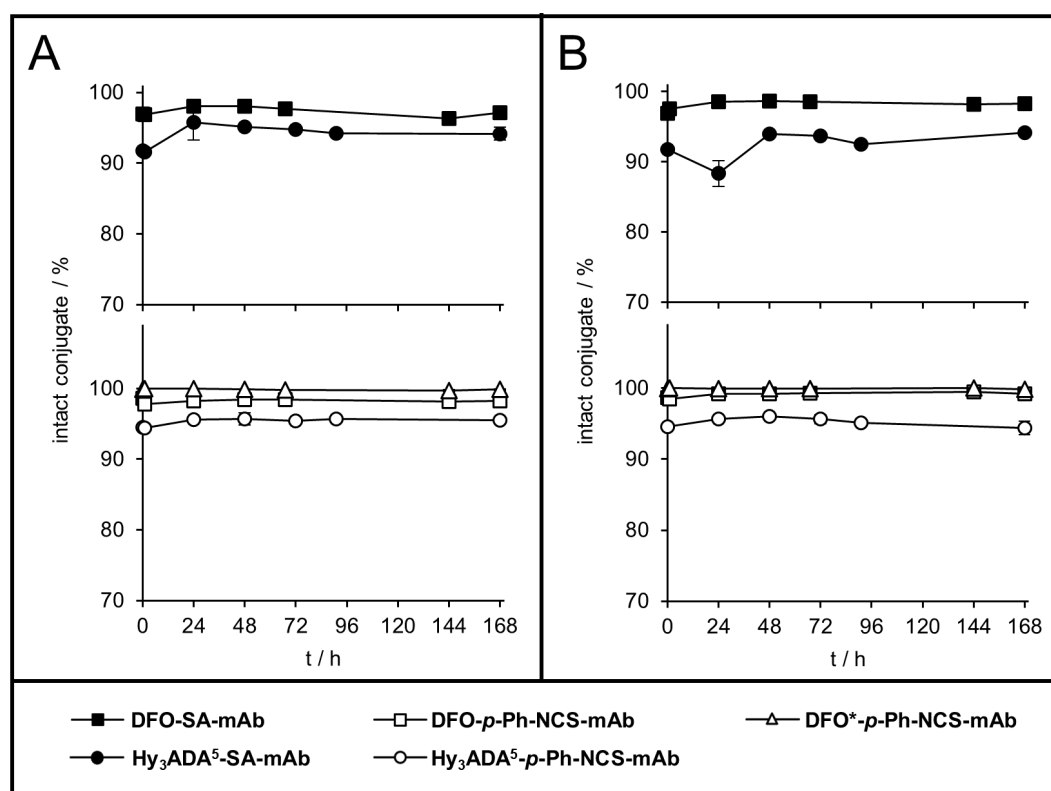 A
B
100
90
80
70
100
90
80
70
intact conjugate / %
0 24 48 72 96 120 144 168
t / h
100
90
80
70
100
90
80
70
intact conjugate / %
0 24 48 72 96 120 144 168
t / h
DFO-SA-mAb
DFO-p-Ph-NCS-mAb
DFO*-p-Ph-NCS-mAb
Hy₃ADA⁵-SA-mAb
Hy₃ADA⁵-p-Ph-NCS-mAb